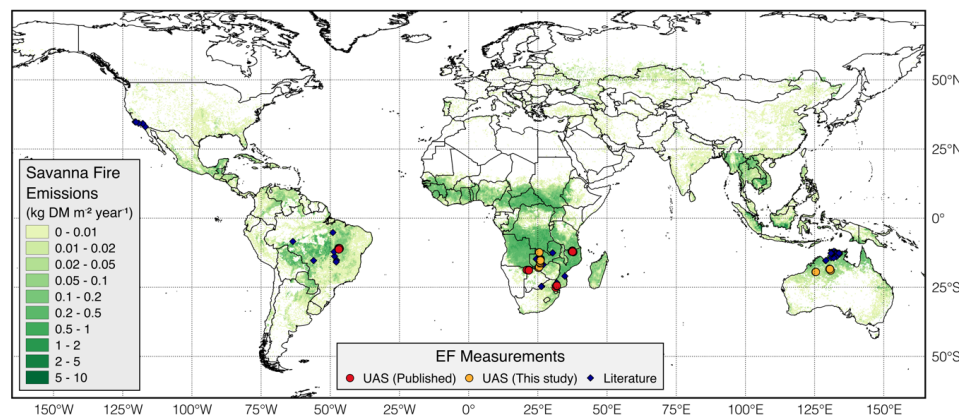 50°N
25°N
0°
25°S
50°S
Savanna Fire
Emissions
(kg DM m⁻² year⁻¹)
0 - 0.01
0.01 - 0.02
0.02 - 0.05
0.05 - 0.1
0.1 - 0.2
0.2 - 0.5
0.5 - 1
1 - 2
2 - 5
5 - 10
EF Measurements
UAS (Published) UAS (This study) Literature
150°W 125°W 100°W 75°W 50°W 25°W 0° 25°E 50°E 75°E 100°E 125°E 150°E